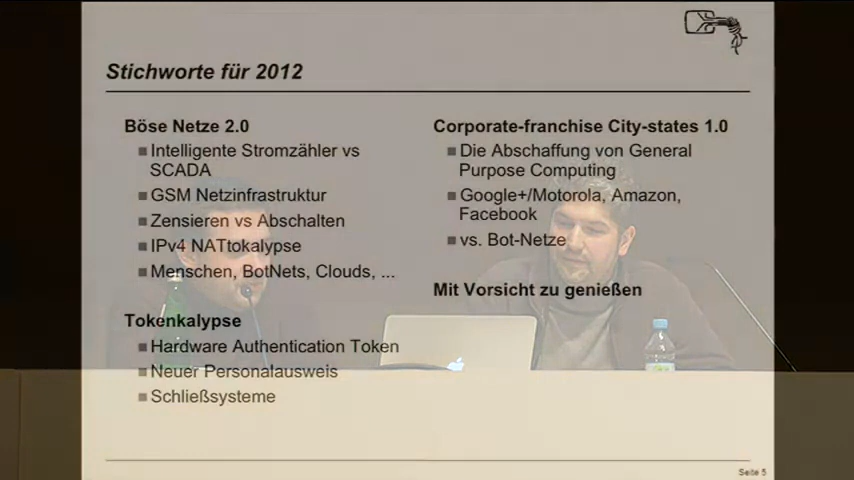 Stichworte für 2012
Böse Netze 2.0
Intelligente Stromzähler vs
SCADA
GSM Netzinfrastruktur
Zensieren vs Abschalten
IPv4 NATtokalypse
Menschen, BotNets, Clouds, ...
Tokenkalypse
Hardware Authentication Token
Neuer Personalausweis
Schließsysteme
Corporate-franchise City-states 1.0
Die Abschaffung von General
Purpose Computing
Google+/Motorola, Amazon,
Facebook
vs. Bot-Netze
Mit Vorsicht zu genießen
Seite 5